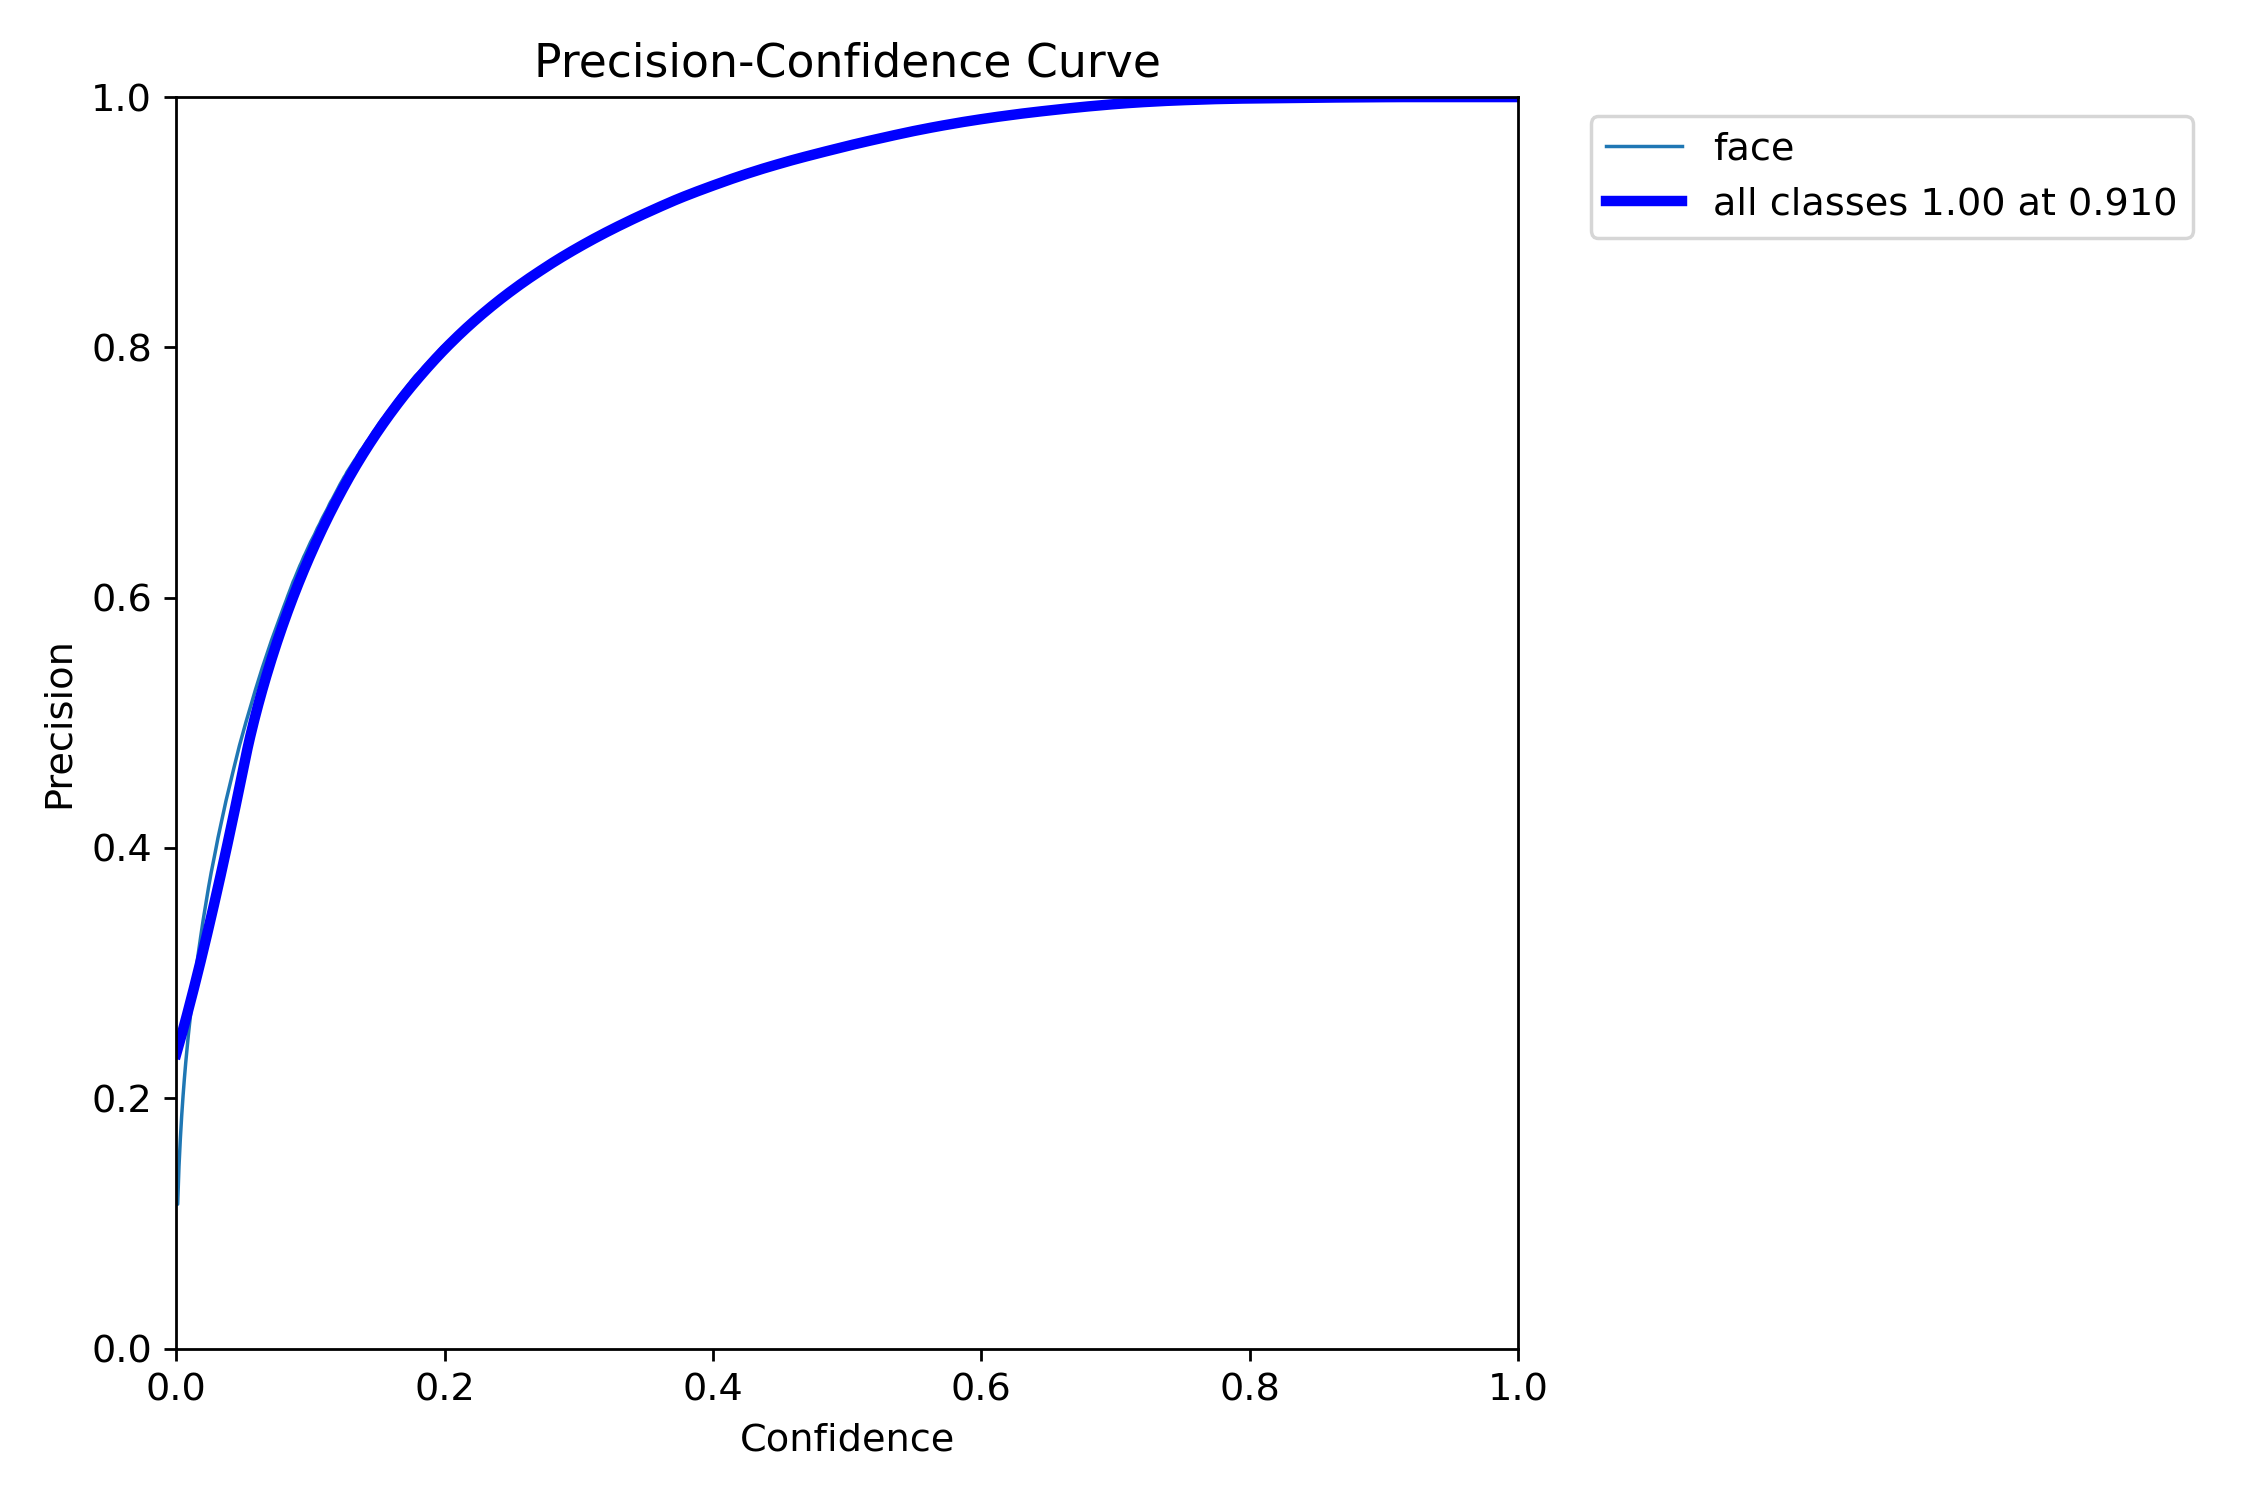 Precision-Confidence Curve
1.0
0.8
0.6
0.4
0.2
0.0
Precision
0.0 0.2 0.4 0.6 0.8 1.0
Confidence
face
all classes 1.00 at 0.910